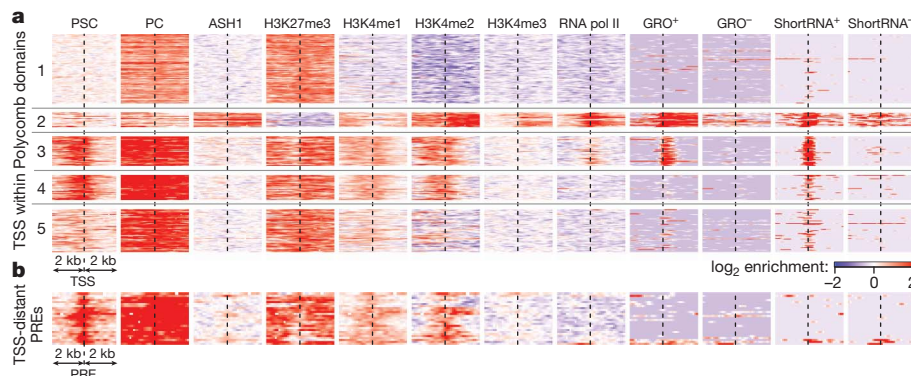 a PSC PC ASH1 H3K27me3 H3K4me1 H3K4me2 H3K4me3 RNA pol II GRO⁺ GRO⁻ ShortRNA⁺ ShortRNA⁻
TSS within Polycomb domains
1
2
3
4
5
2 kb 2 kb
TSS
log₂ enrichment:
−2 0 2
b
TSS-distant
PREs
2 kb 2 kb
PRE